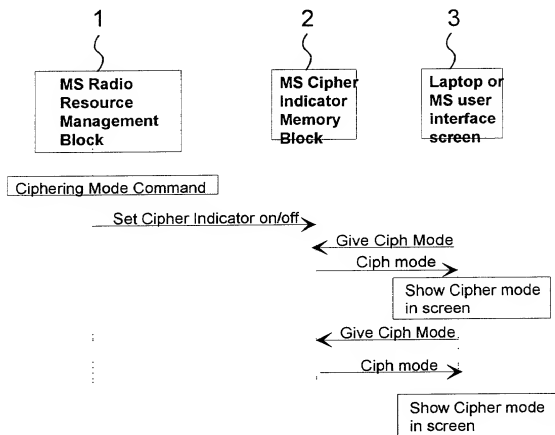 1
2
3
MS Radio
Resource
Management
Block
MS Cipher
Indicator
Memory
Block
Laptop or
MS user
interface
screen
Ciphering Mode Command
Set Cipher Indicator on/off
Give Ciph Mode
Ciph mode
Show Cipher mode
in screen
Give Ciph Mode
Ciph mode
Show Cipher mode
in screen